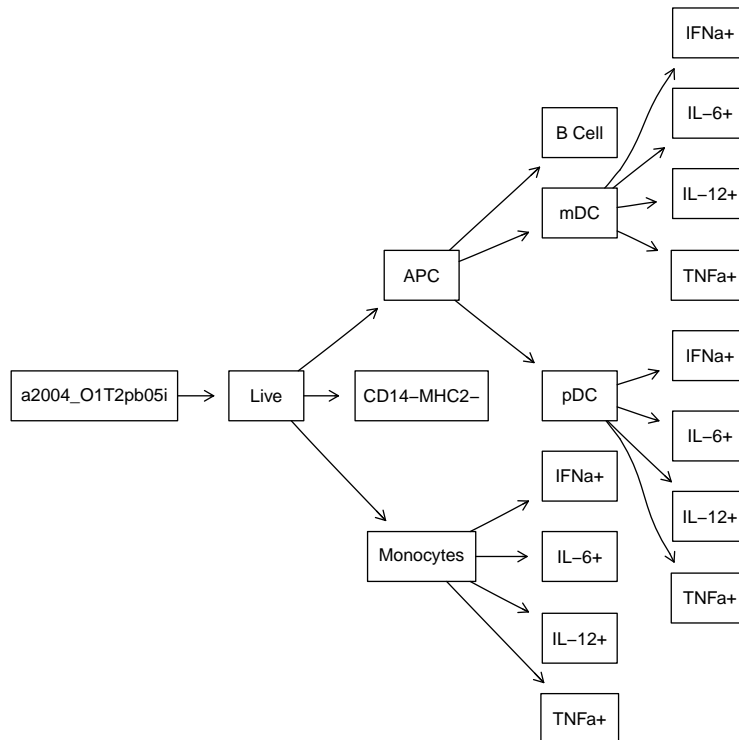 IFNa+
IL−6+
B Cell
IL−12+
mDC
APC
TNFa+
IFNa+
a2004_O1T2pb05i
Live
CD14−MHC2−
pDC
IL−6+
IFNa+
IL−12+
Monocytes
IL−6+
TNFa+
IL−12+
TNFa+